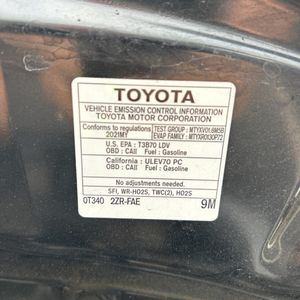 TOYOTA
VEHICLE EMISSION CONTROL INFORMATION
TOYOTA MOTOR CORPORATION
Conforms to regulations TEST GROUP : MTYXV01.8M5B
2021MY EVAP FAMILY : MTYXR0130P72
U.S. EPA : T3B70 LDV
OBD : CAII Fuel : Gasoline
California : ULEV70 PC
OBD : CAII Fuel : Gasoline
No adjustments needed.
SFI, WR-HO2S, TWC(2), HO2S
0T340 2ZR-FAE 9M